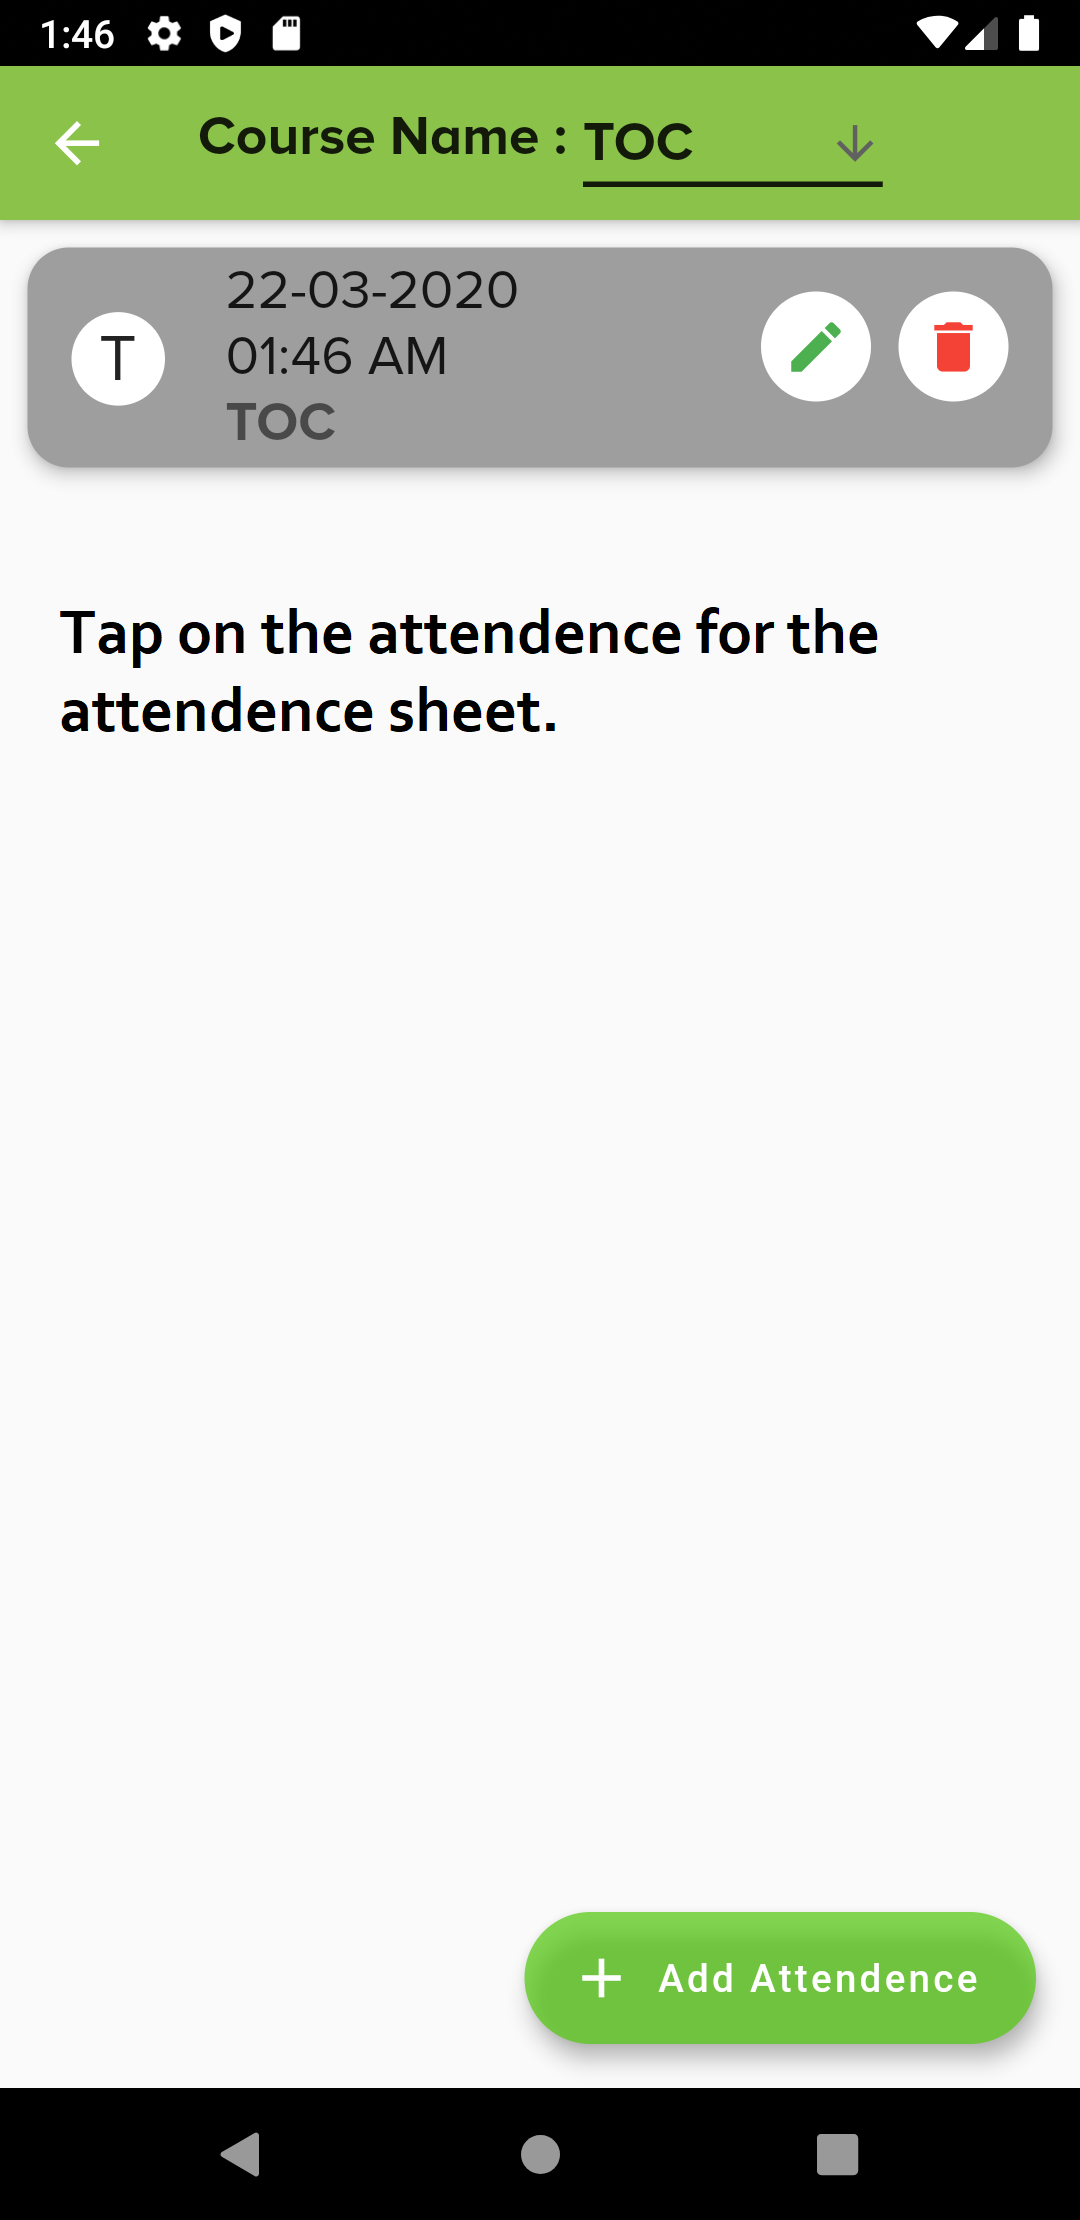 1:46
Course Name : TOC
T
22-03-2020
01:46 AM
TOC
Tap on the attendence for the
attendence sheet.
Add Attendence